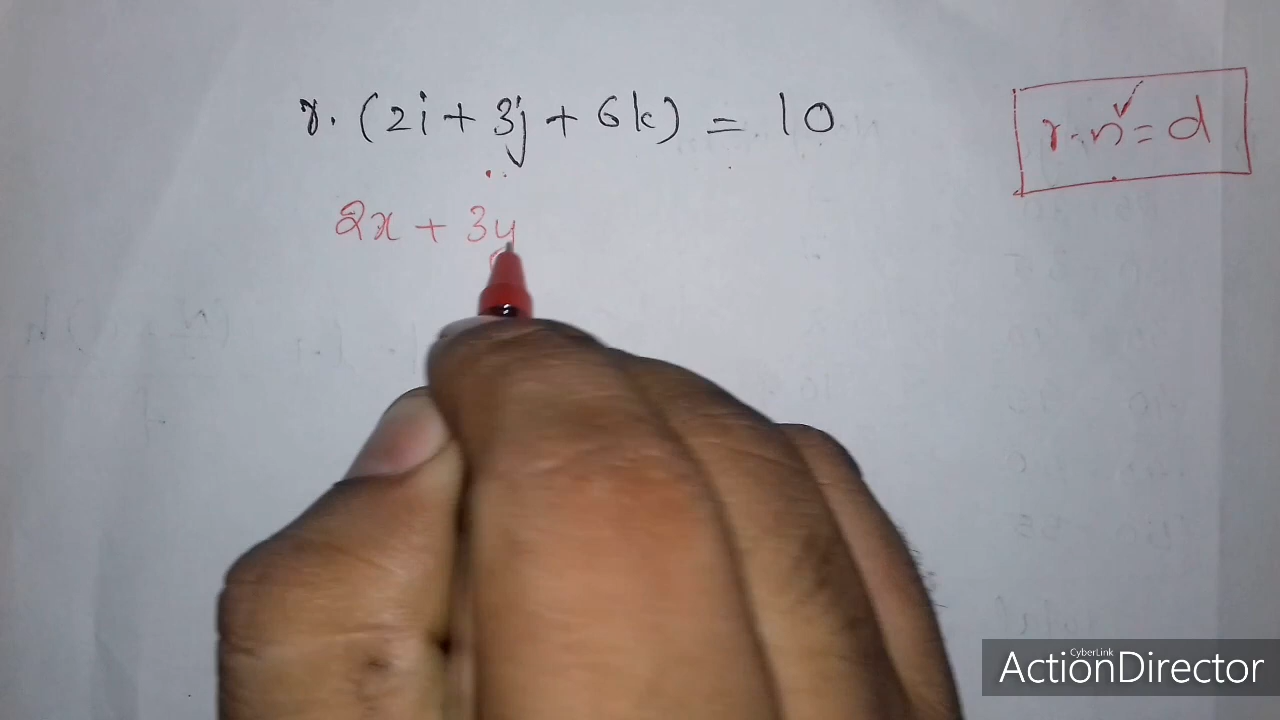 r. (2i + 3j + 6k) = 10
r. n = d
2x + 3y
CyberLink
ActionDirector